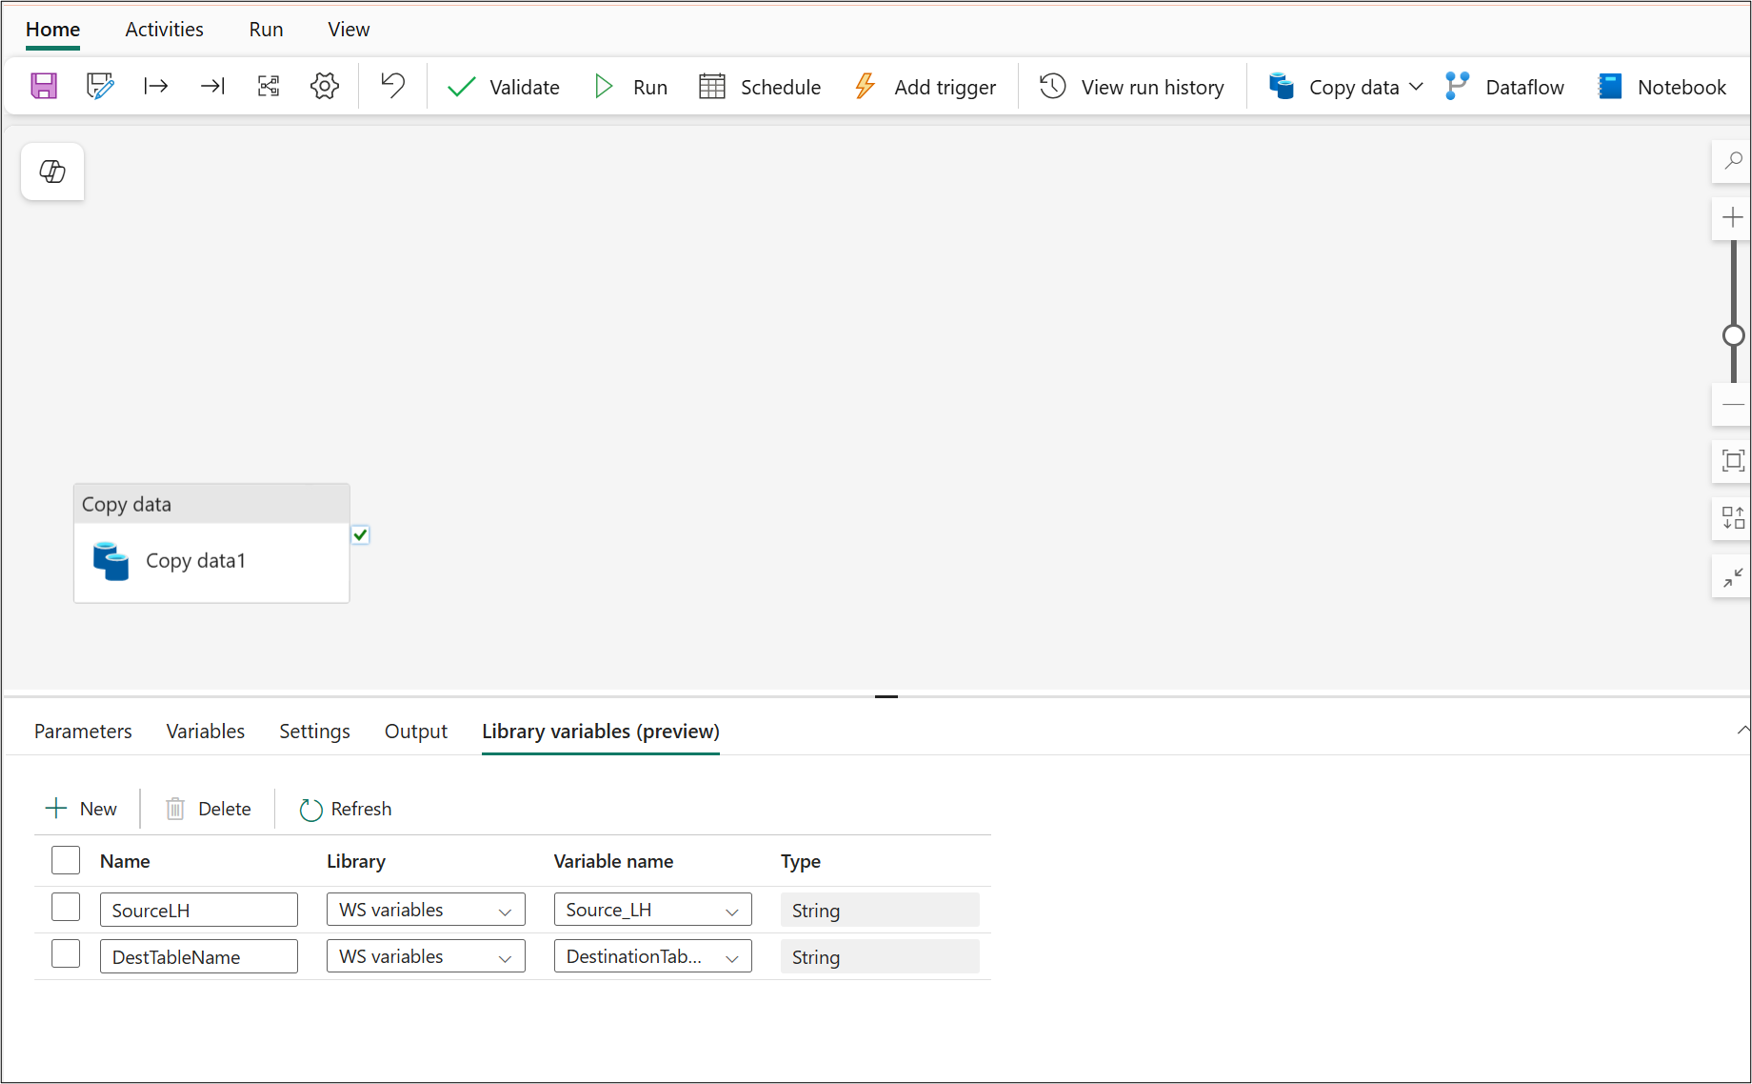 Home Activities Run View
Validate Run Schedule Add trigger View run history Copy data Dataflow Notebook
Copy data
Copy data1
Parameters Variables Settings Output Library variables (preview)
New Delete Refresh
Name Library Variable name Type
SourceLH WS variables Source_LH String
DestTableName WS variables DestinationTab... String